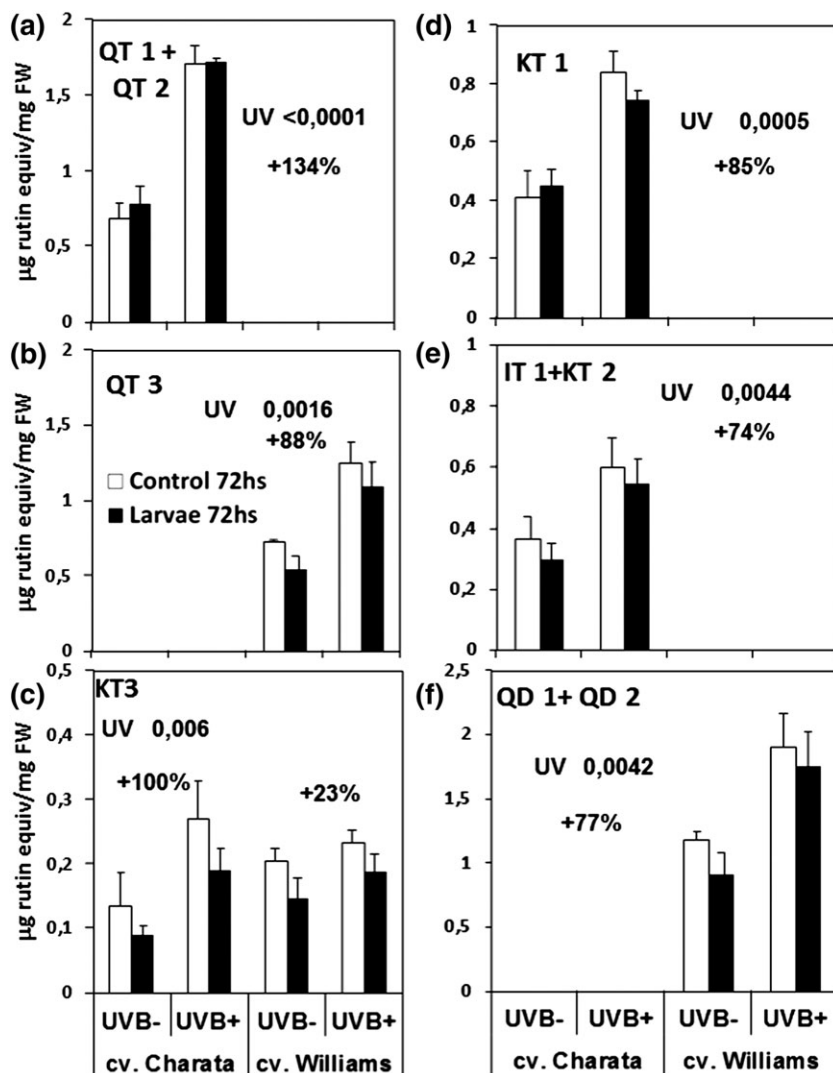 (a)
QT 1 +
QT 2
UV <0,0001
+134%
2
1,5
1
0,5
0
µg rutin equiv/mg FW
(d)
KT 1
UV 0,0005
+85%
1
0,8
0,6
0,4
0,2
0
(b)
QT 3
UV 0,0016
+88%
Control 72hs
Larvae 72hs
2
1,5
1
0,5
0
µg rutin equiv/mg FW
(e)
IT 1+KT 2
UV 0,0044
+74%
1
0,8
0,6
0,4
0,2
0
(c)
KT3
UV 0,006
+100%
+23%
0,5
0,4
0,3
0,2
0,1
0
µg rutin equiv/mg FW
UVB- UVB+ UVB- UVB+
cv. Charata cv. Williams
(f)
QD 1+ QD 2
UV 0,0042
+77%
2,5
2
1,5
1
0,5
0
UVB- UVB+ UVB- UVB+
cv. Charata cv. Williams